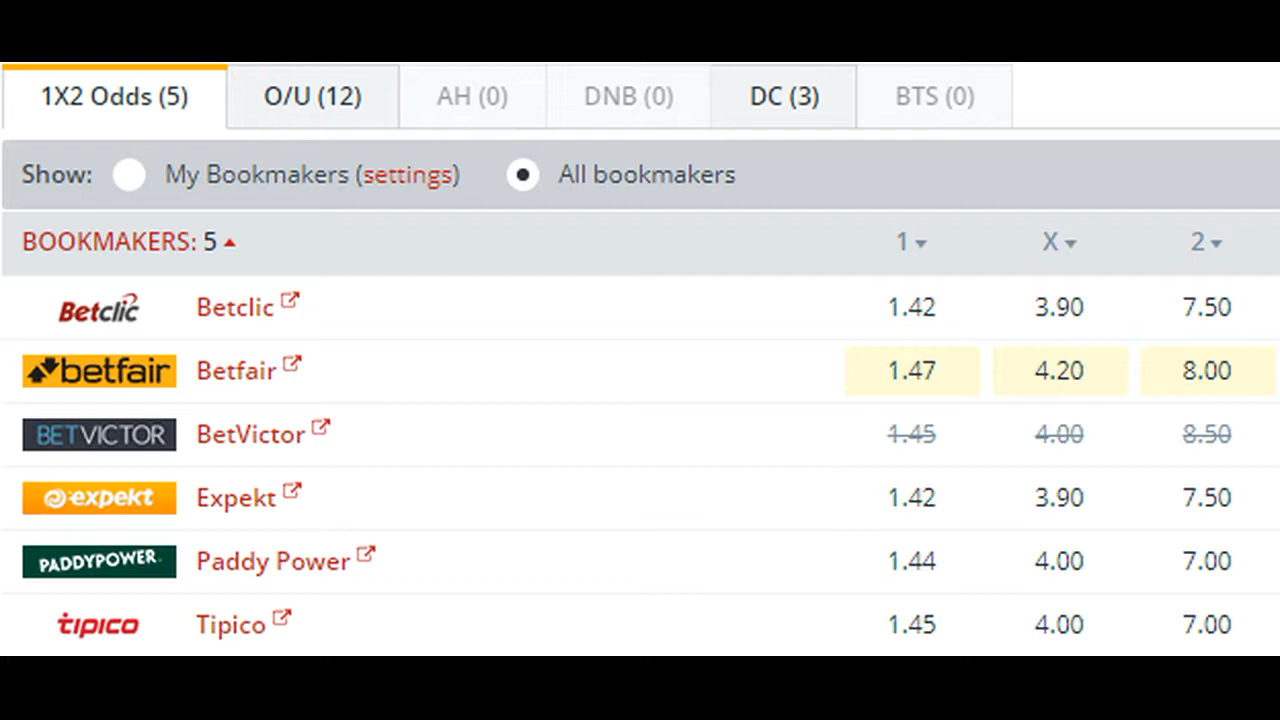 1X2 Odds (5) O/U (12) AH (0) DNB (0) DC (3) BTS (0)
Show: My Bookmakers (settings) All bookmakers
BOOKMAKERS: 5 1 X 2
Betclic Betclic 1.42 3.90 7.50
betfair Betfair 1.47 4.20 8.00
BETVICTOR BetVictor 1.45 4.00 8.50
expekt Expekt 1.42 3.90 7.50
PADDYPOWER. Paddy Power 1.44 4.00 7.00
tipico Tipico 1.45 4.00 7.00